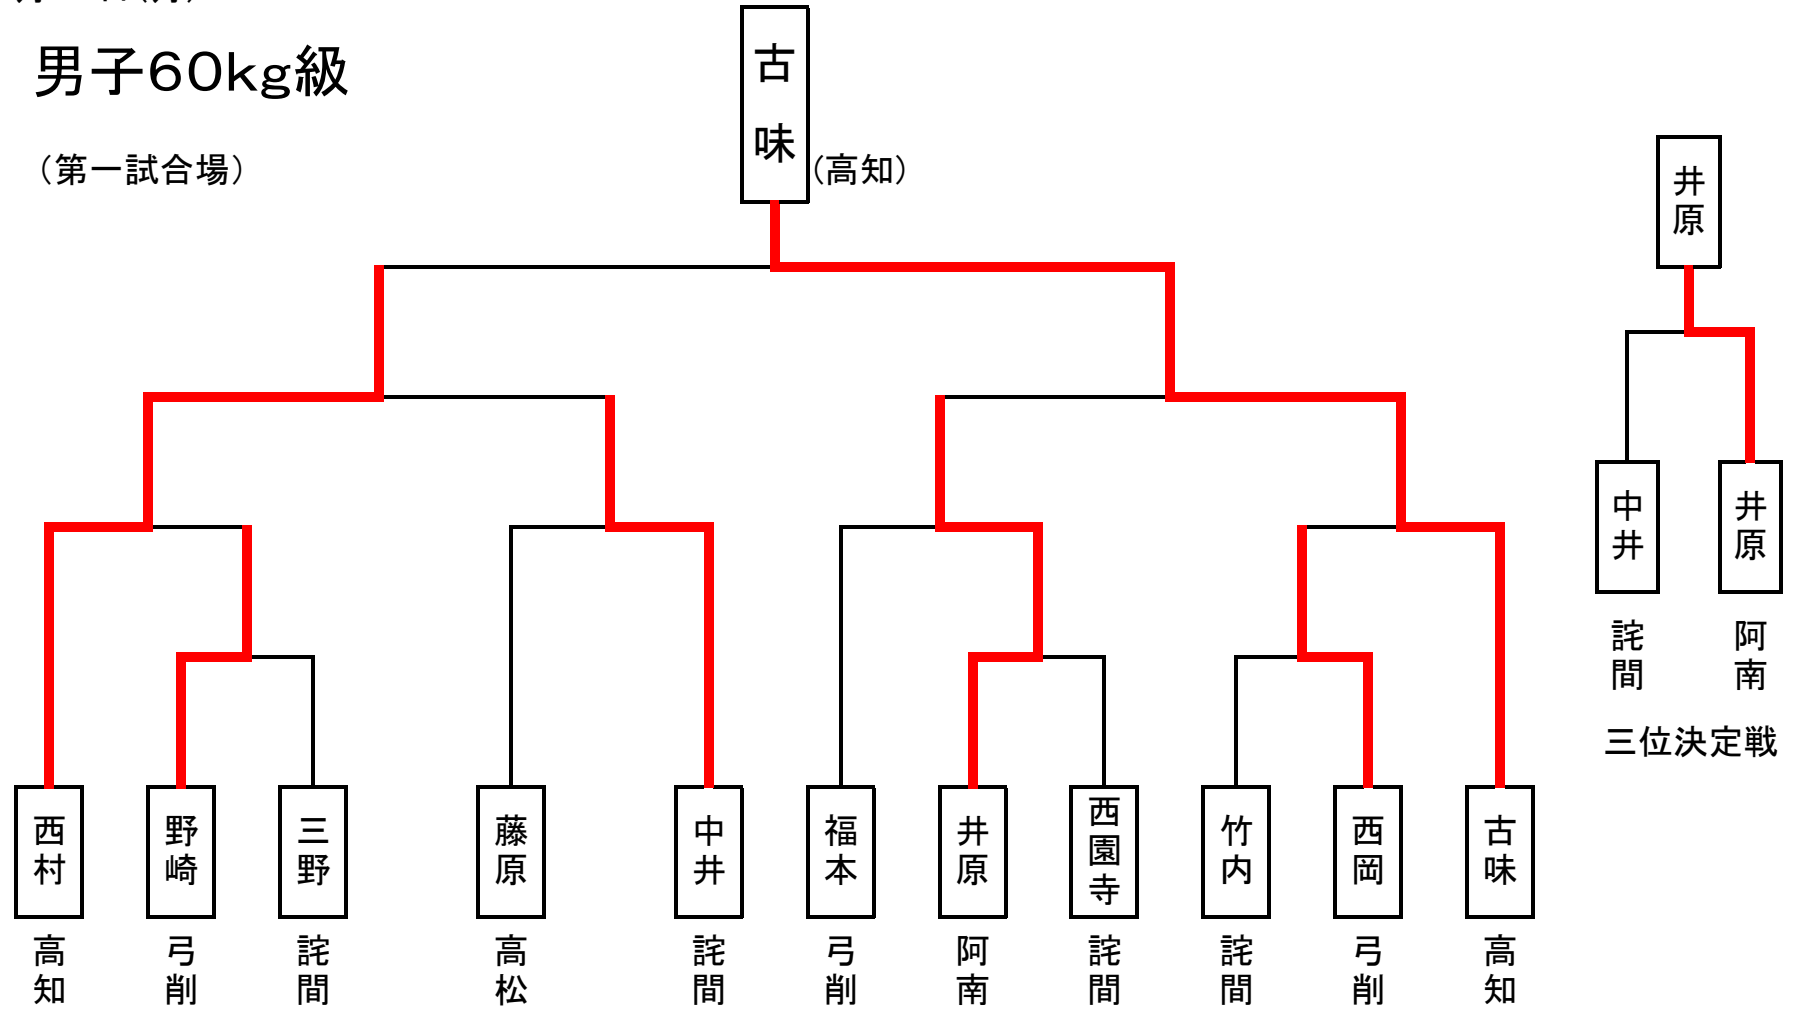 男子60kg級
（第一試合場）
古味
（高知）
井原
中井
井原
詫間
阿南
三位決定戦
西村
野崎
三野
藤原
中井
福本
井原
西園寺
竹内
西岡
古味
高知
弓削
詫間
高松
詫間
弓削
阿南
詫間
詫間
弓削
高知